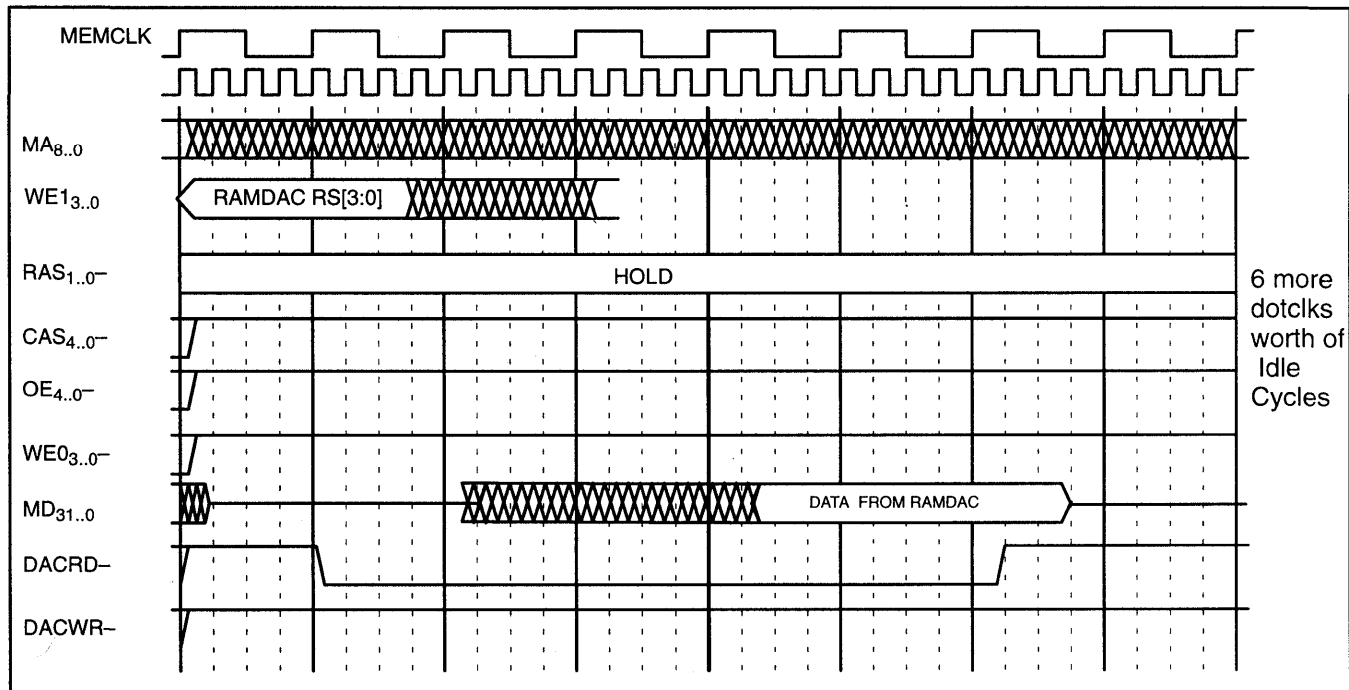 MEMCLK
MA8..0
WE13..0
RAMDAC RS[3:0]
RAS1..0–
HOLD
CAS4..0–
OE4..0–
WE03..0–
MD31..0
DATA FROM RAMDAC
DACRD–
DACWR–
6 more
dotclks
worth of
Idle
Cycles